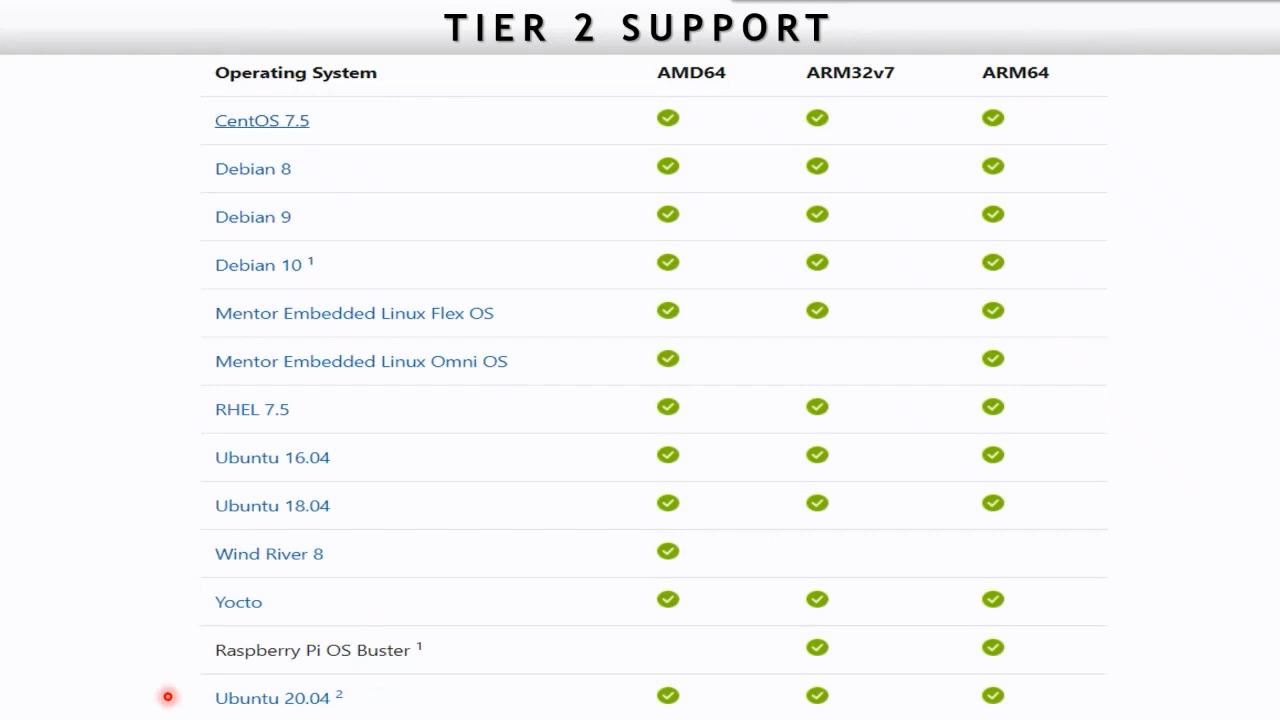 TIER 2 SUPPORT
Operating System AMD64 ARM32v7 ARM64
CentOS 7.5
Debian 8
Debian 9
Debian 10 1
Mentor Embedded Linux Flex OS
Mentor Embedded Linux Omni OS
RHEL 7.5
Ubuntu 16.04
Ubuntu 18.04
Wind River 8
Yocto
Raspberry Pi OS Buster 1
Ubuntu 20.04 2